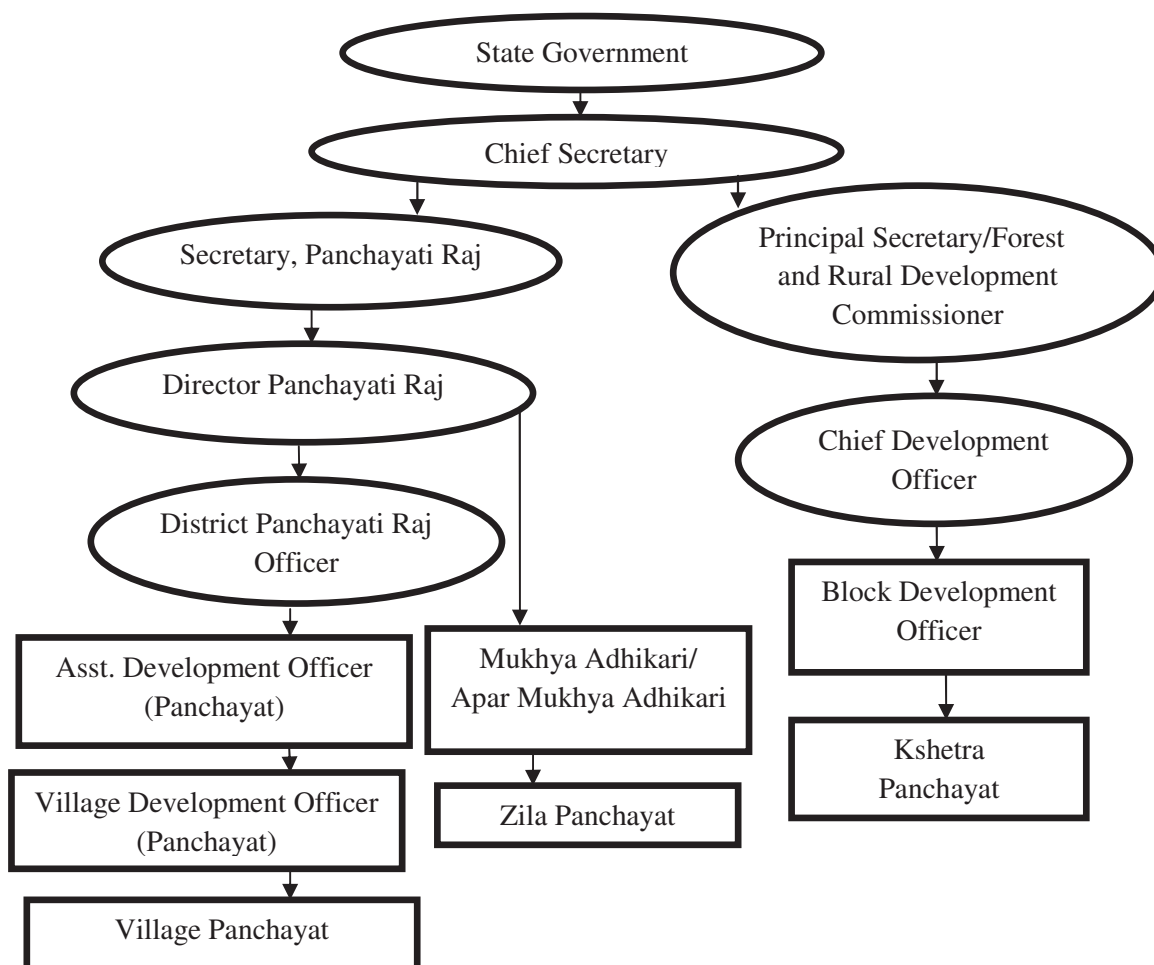 State Government
Chief Secretary
Secretary, Panchayati Raj
Principal Secretary/Forest
and Rural Development
Commissioner
Director Panchayati Raj
Chief Development
Officer
District Panchayati Raj
Officer
Block Development
Officer
Asst. Development Officer
(Panchayat)
Mukhya Adhikari/
Apar Mukhya Adhikari
Kshetra
Panchayat
Village Development Officer
(Panchayat)
Zila Panchayat
Village Panchayat